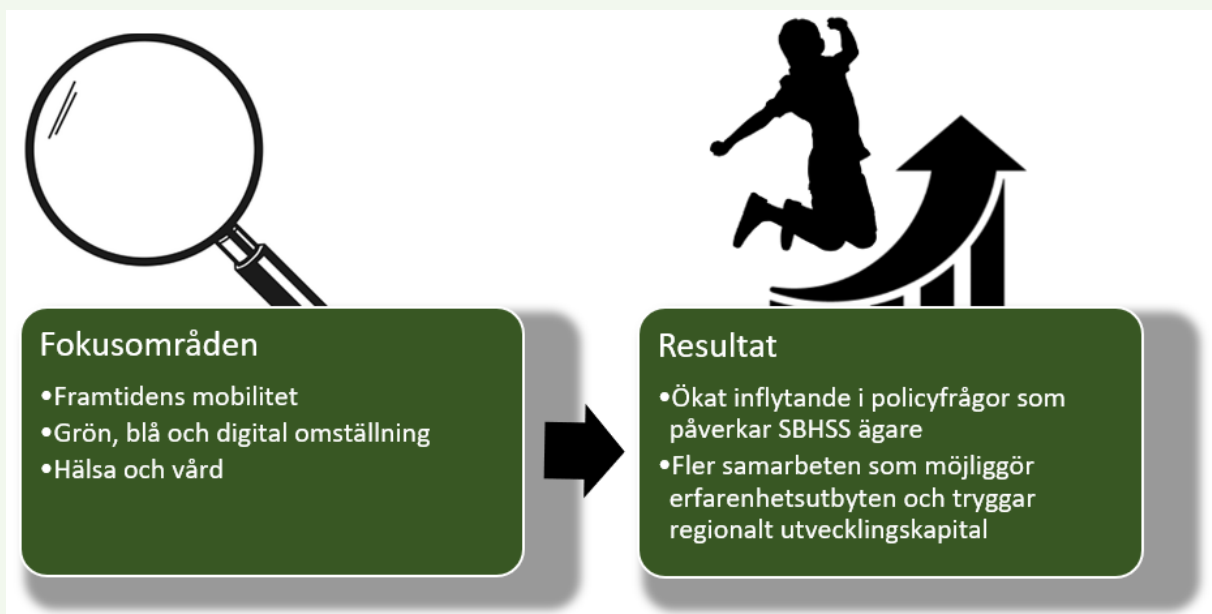 Fokusområden
•Framtidens mobilitet
•Grön, blå och digital omställning
•Hälsa och vård
Resultat
•Ökat inflytande i policyfrågor som
påverkar SBHSS ägare
•Fler samarbeten som möjliggör
erfarenhetsutbyten och tryggar
regionalt utvecklingskapital